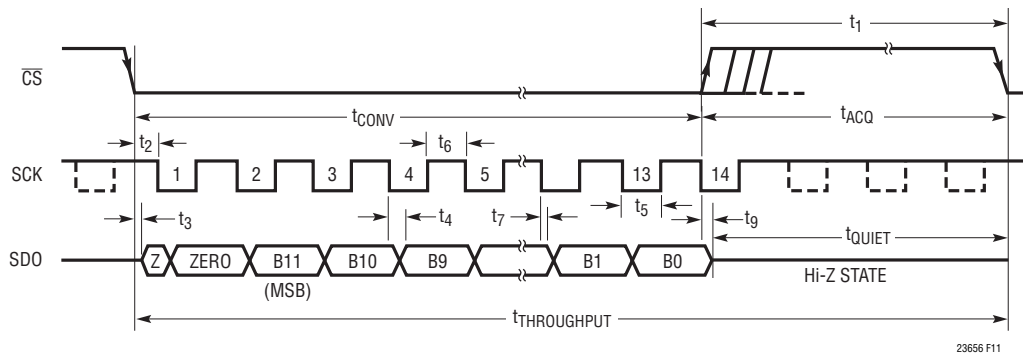 t1
CS
tCONV
tACQ
t2
t6
SCK
1
2
3
4
5
13
14
t3
t4
t7
t5
t9
tQUIET
SDO
Z
ZERO
B11
B10
B9
B1
B0
(MSB)
Hi-Z STATE
tTHROUGHPUT
23656 F11